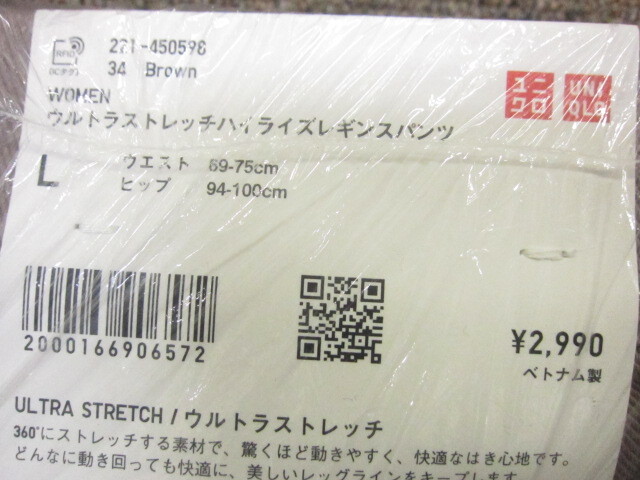 RFID
(ICタグ)
221-450598
34 Brown
WOMEN
ウルトラストレッチハイライズレギンスパンツ
ユニ
クロ
UNI
QLO
L
ウエスト 69-75cm
ヒップ 94-100cm
2000166906572
¥2,990
ベトナム製
ULTRA STRETCH / ウルトラストレッチ
360°にストレッチする素材で、驚くほど動きやすく、快適なはき心地です。
どんなに動き回っても快適に、美しいレッグラインをキープします。